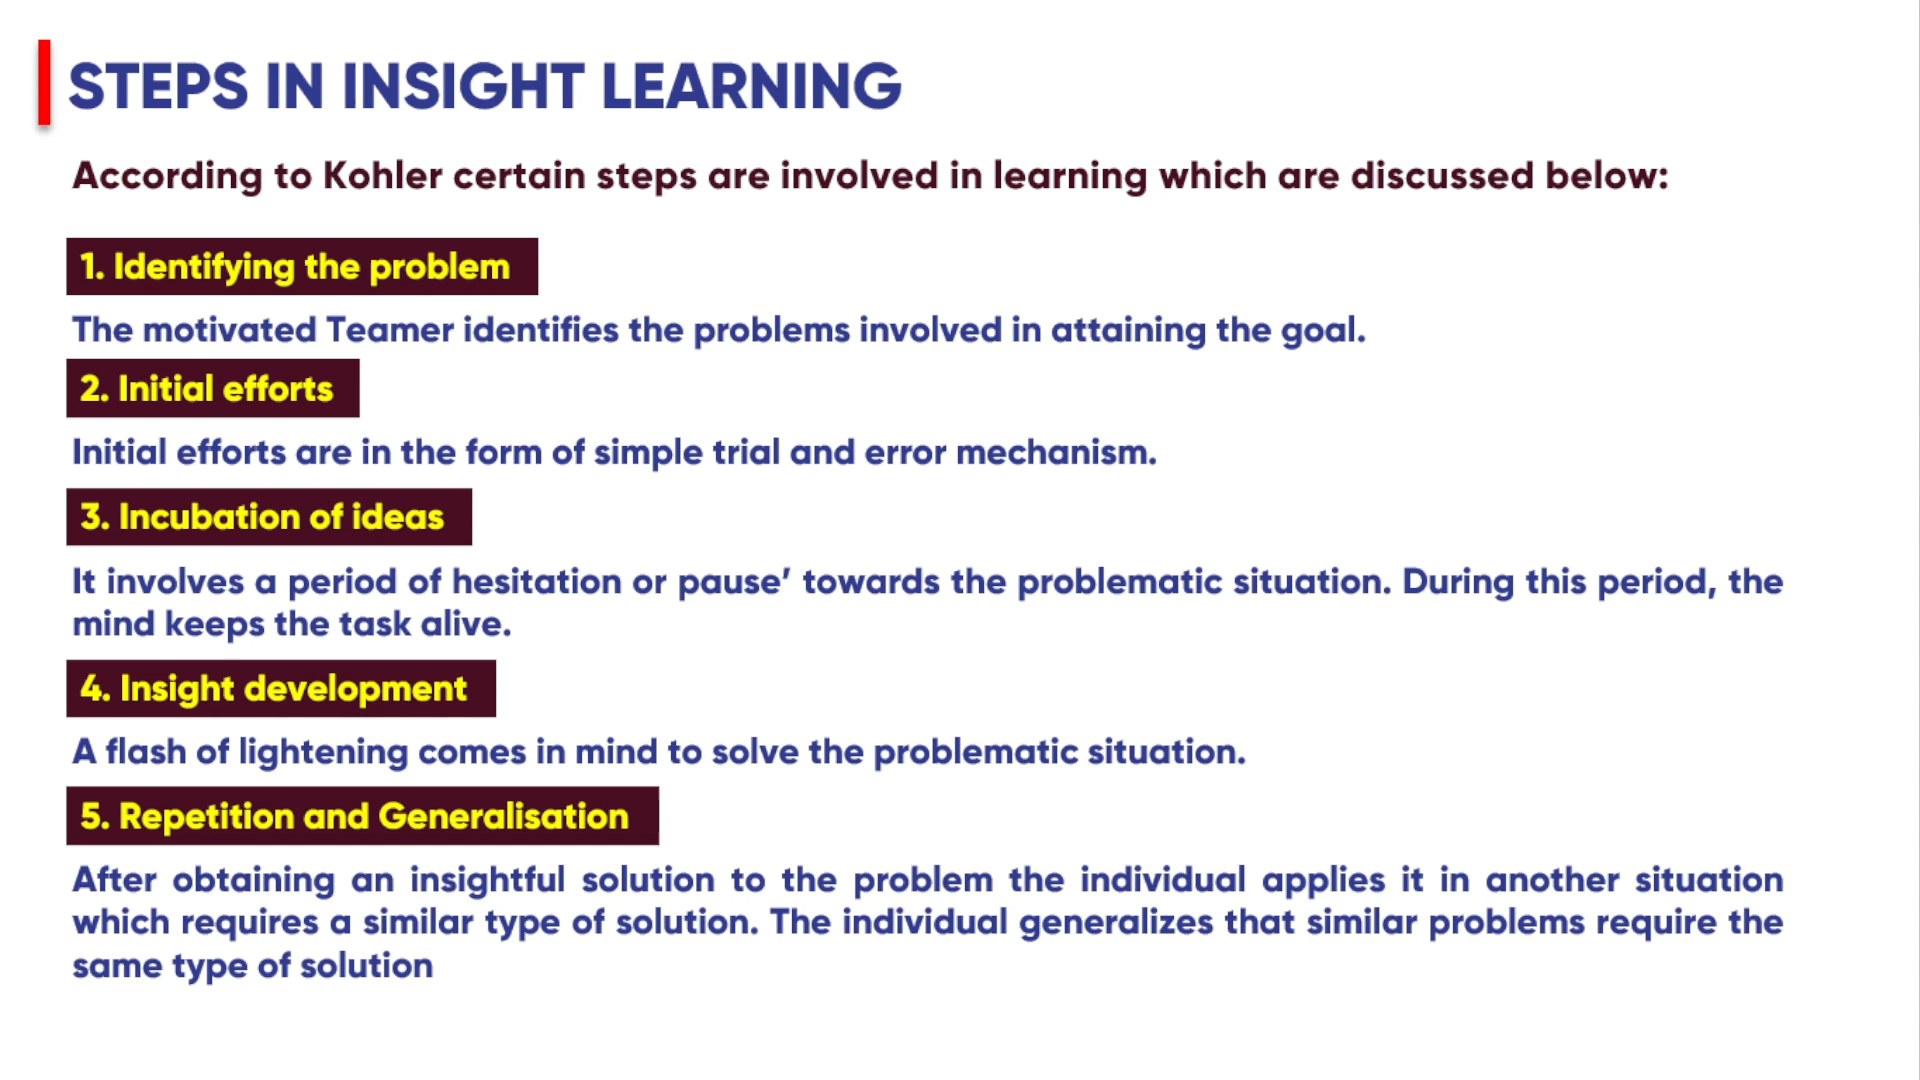 STEPS IN INSIGHT LEARNING
According to Kohler certain steps are involved in learning which are discussed below:
1. Identifying the problem
The motivated Teamer identifies the problems involved in attaining the goal.
2. Initial efforts
Initial efforts are in the form of simple trial and error mechanism.
3. Incubation of ideas
It involves a period of hesitation or pause’ towards the problematic situation. During this period, the
mind keeps the task alive.
4. Insight development
A flash of lightening comes in mind to solve the problematic situation.
5. Repetition and Generalisation
After obtaining an insightful solution to the problem the individual applies it in another situation
which requires a similar type of solution. The individual generalizes that similar problems require the
same type of solution